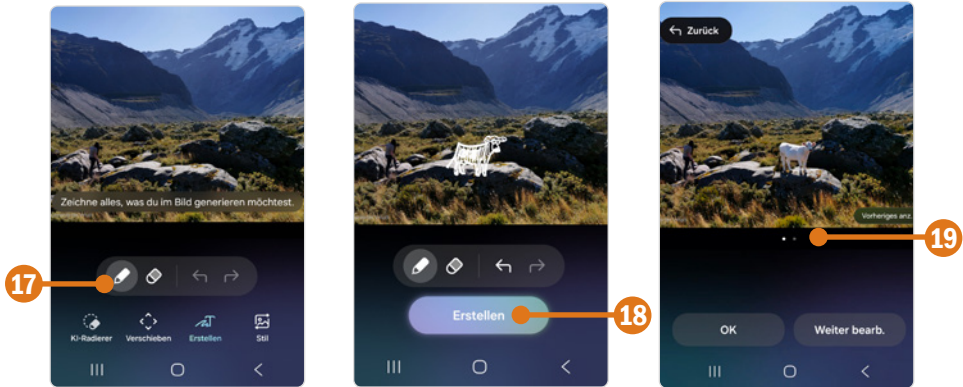 Zeichne alles, was du im Bild generieren möchtest.
17
KI-Radierer Verschieben Erstellen Stil
Erstellen
18
Zurück
Vorheriges anz.
19
OK Weiter bearb.